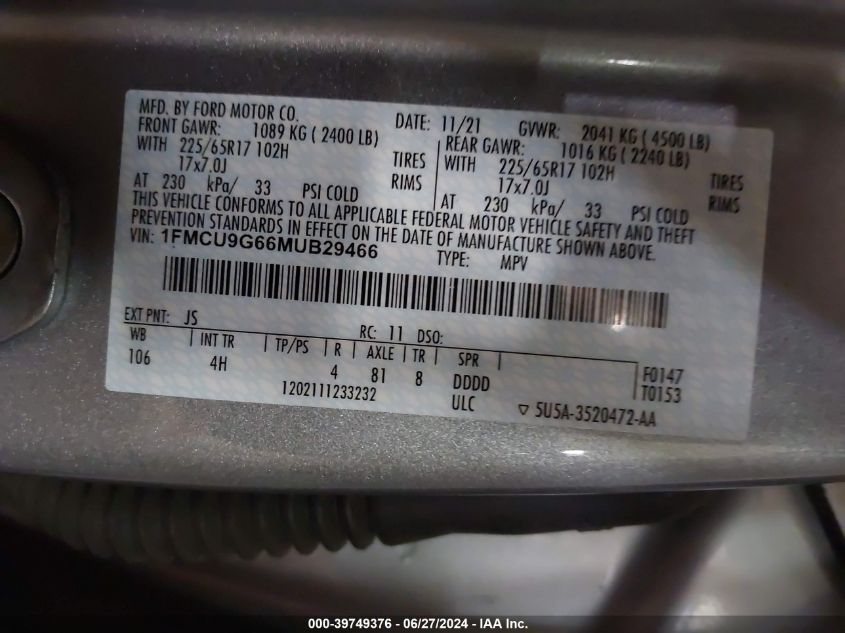 MFD. BY FORD MOTOR CO. DATE: 11/21 GVWR: 2041 KG ( 4500 LB)
FRONT GAWR: 1089 KG ( 2400 LB) REAR GAWR: 1016 KG ( 2240 LB)
WITH 225/65R17 102H TIRES WITH 225/65R17 102H TIRES
17x7.0J RIMS 17x7.0J RIMS
AT 230 kPa/ 33 PSI COLD AT 230 kPa/ 33 PSI COLD
THIS VEHICLE CONFORMS TO ALL APPLICABLE FEDERAL MOTOR VEHICLE SAFETY AND THEFT
PREVENTION STANDARDS IN EFFECT ON THE DATE OF MANUFACTURE SHOWN ABOVE.
VIN: 1FMCU9G66MUB29466 TYPE: MPV
EXT PNT: JS RC: 11 DSO:
WB INT TR TP/PS R AXLE TR SPR
106 4H 4 81 8 DDDD F0147
1202111233232 ULC T0153
▽ 5U5A-3520472-AA
000-39749376 - 06/27/2024 - IAA Inc.